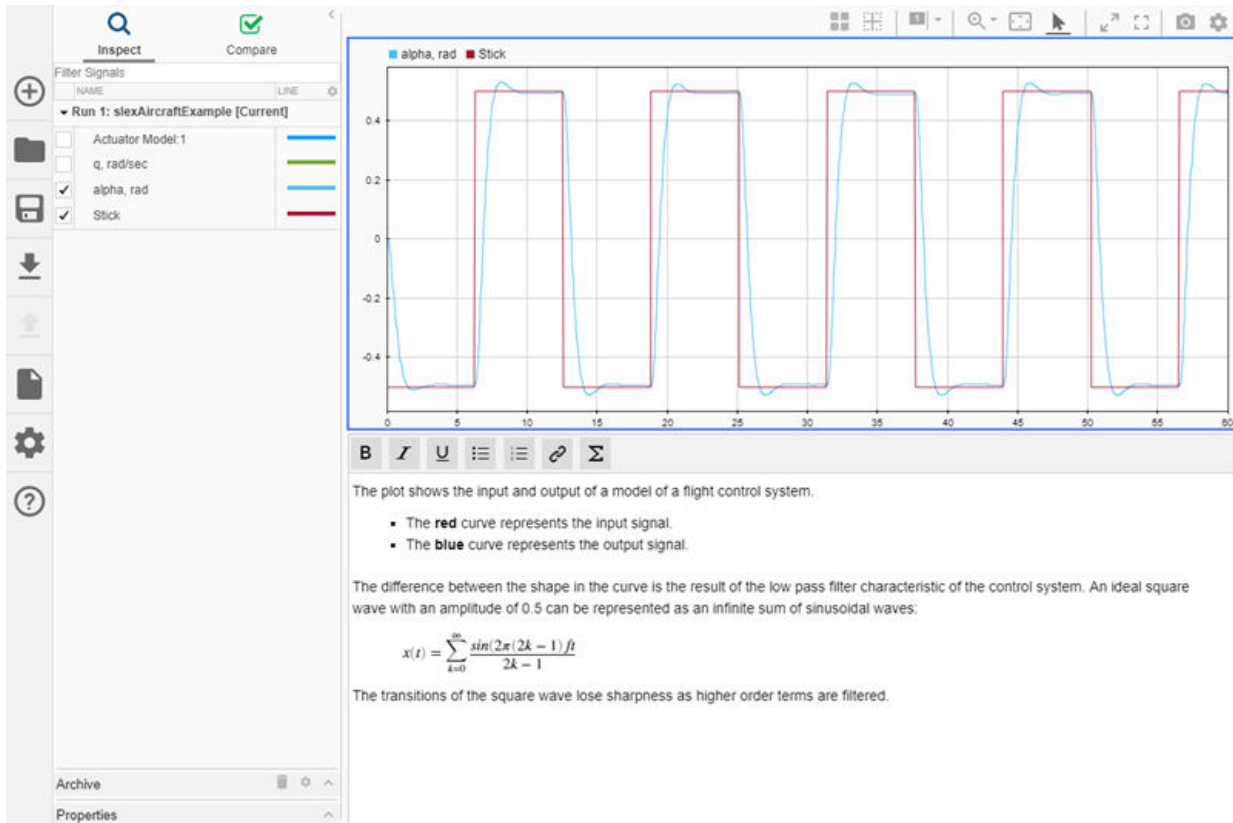 Inspect
Compare
Filter Signals
NAME LINE
Run 1: slexAircraftExample [Current]
Actuator Model:1
q, rad/sec
alpha, rad
Stick
Archive
Properties
1
alpha, rad Stick
0.4
0.2
0
-0.2
-0.4
0 5 10 15 20 25 30 35 40 45 50 55 60
B I U Σ
The plot shows the input and output of a model of a flight control system.
▪ The red curve represents the input signal.
▪ The blue curve represents the output signal.
The difference between the shape in the curve is the result of the low pass filter characteristic of the control system. An ideal square
wave with an amplitude of 0.5 can be represented as an infinite sum of sinusoidal waves:
x(t) = ∑_{k=0}^{∞} sin(2π(2k − 1) ft / 2k − 1
The transitions of the square wave lose sharpness as higher order terms are filtered.